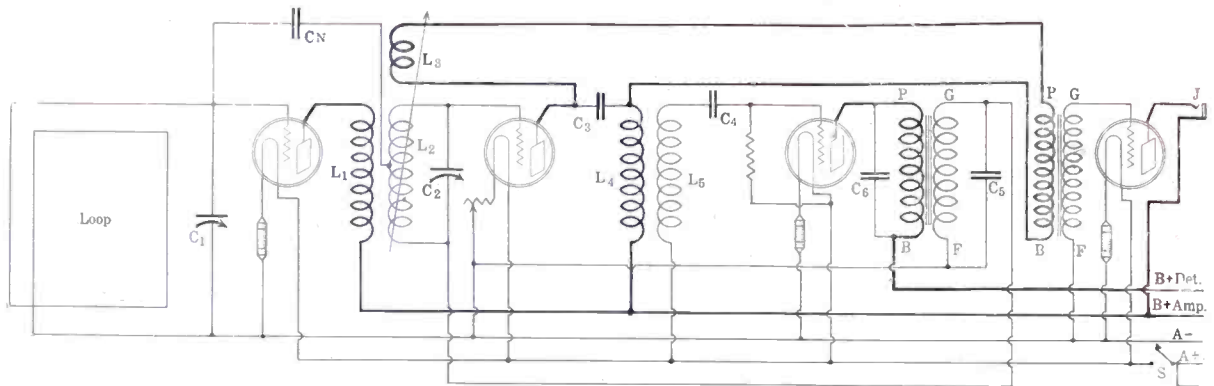 CN
L3
P G
P G
J
C3
C4
L2
L1
C2
L4
L5
C6
C5
Loop
C1
B F
B F
B+Det.
B+Amp.
A-
A+
S